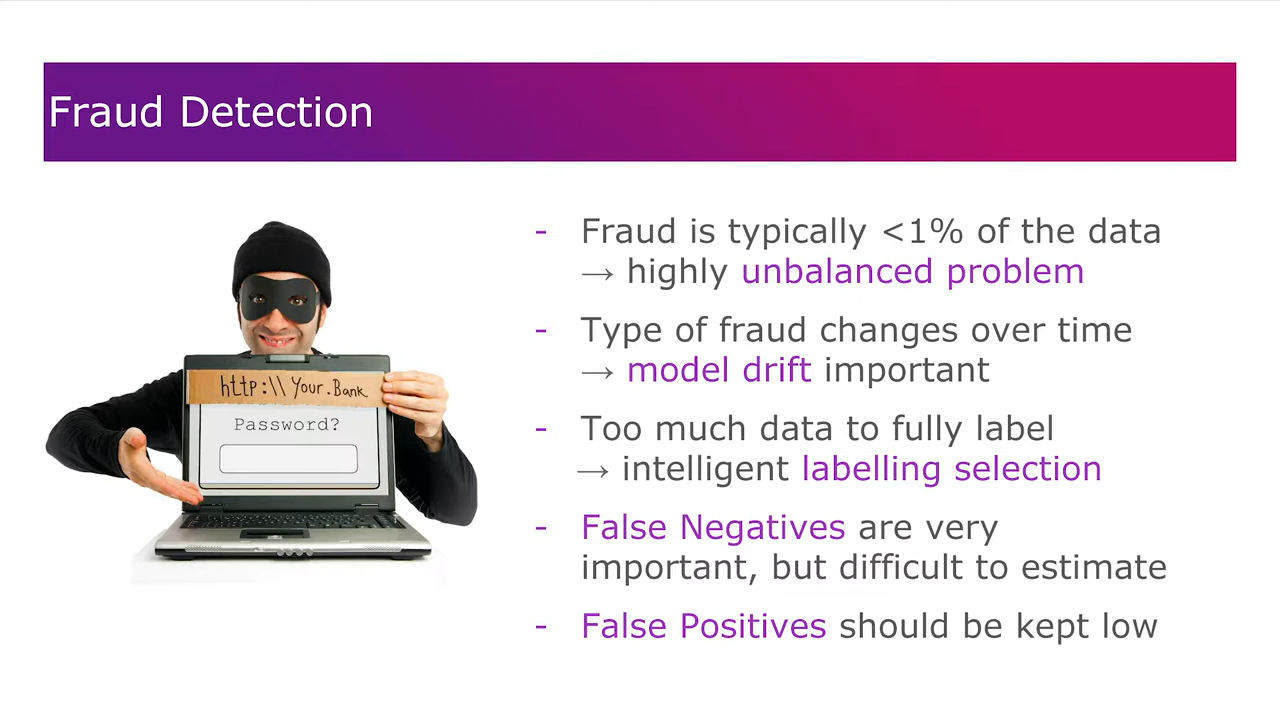 Fraud Detection
http:\\ Your.Bank
Password?
- Fraud is typically <1% of the data
→ highly unbalanced problem
- Type of fraud changes over time
→ model drift important
- Too much data to fully label
→ intelligent labelling selection
- False Negatives are very
important, but difficult to estimate
- False Positives should be kept low